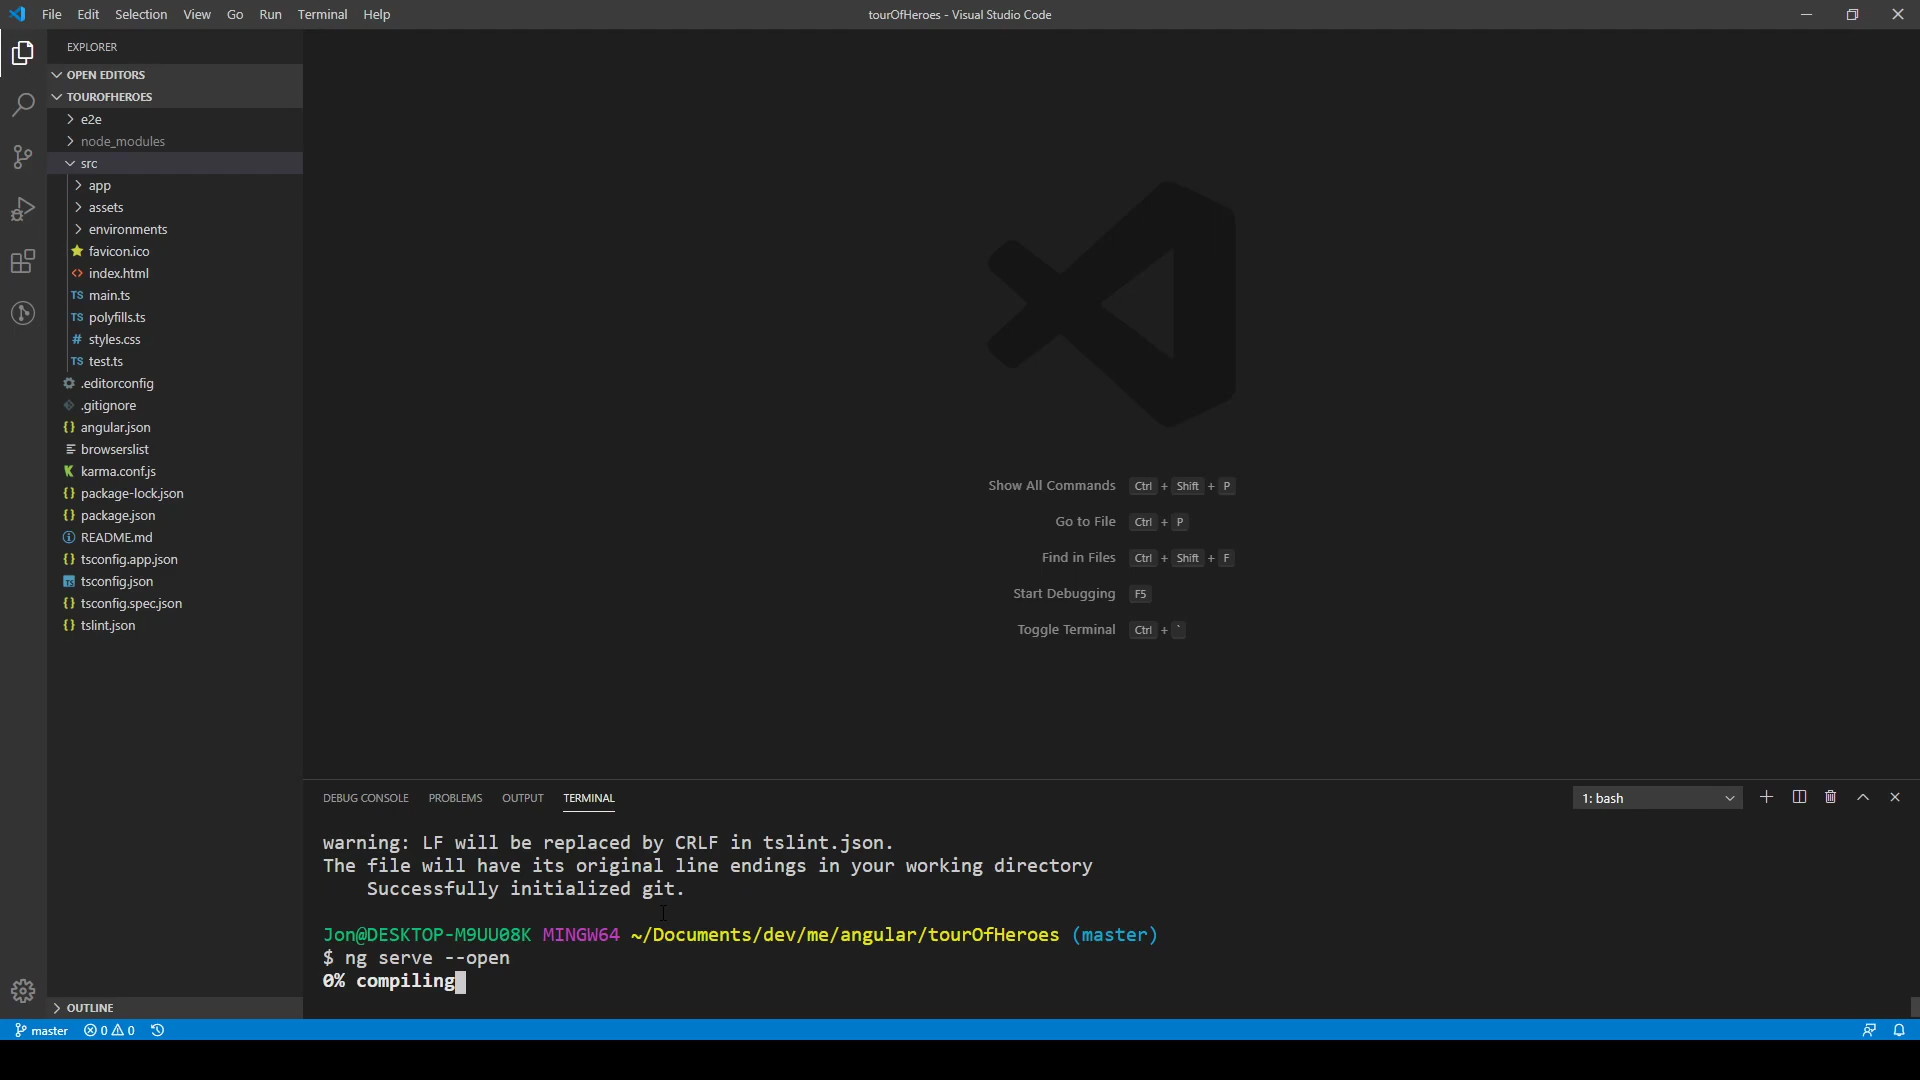 File Edit Selection View Go Run Terminal Help
tourOfHeroes - Visual Studio Code
EXPLORER
OPEN EDITORS
TOUROFHEROES
e2e
node_modules
src
app
assets
environments
favicon.ico
<> index.html
TS main.ts
TS polyfills.ts
# styles.css
TS test.ts
.editorconfig
.gitignore
{} angular.json
browserslist
K karma.conf.js
{} package-lock.json
{} package.json
README.md
{} tsconfig.app.json
TS tsconfig.json
{} tsconfig.spec.json
{} tslint.json
OUTLINE
Show All Commands Ctrl + Shift + P
Go to File Ctrl + P
Find in Files Ctrl + Shift + F
Start Debugging F5
Toggle Terminal Ctrl + `
DEBUG CONSOLE PROBLEMS OUTPUT TERMINAL
1: bash
warning: LF will be replaced by CRLF in tslint.json.
The file will have its original line endings in your working directory
Successfully initialized git.
Jon@DESKTOP-M9UU08K MINGW64 ~/Documents/dev/me/angular/tourOfHeroes (master)
$ ng serve --open
0% compiling
master 0 0